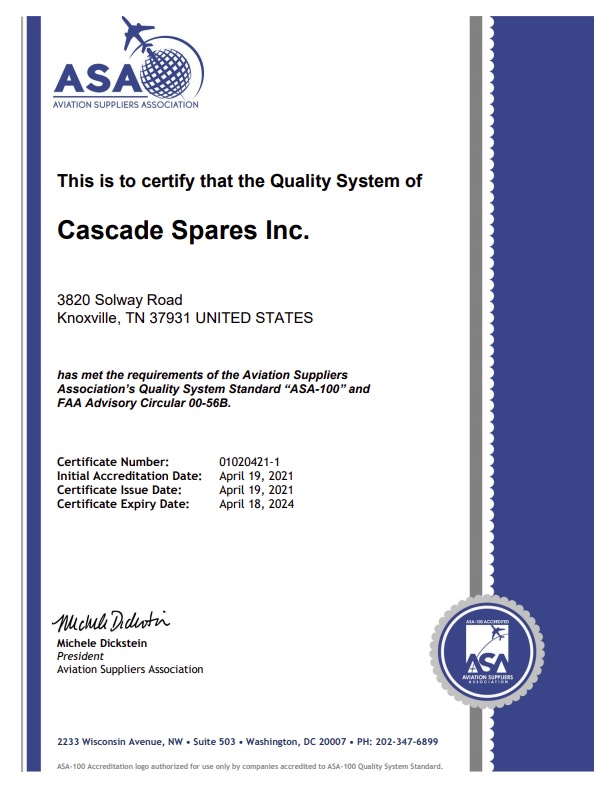 ASA
AVIATION SUPPLIERS ASSOCIATION
This is to certify that the Quality System of
Cascade Spares Inc.
3820 Solway Road
Knoxville, TN 37931 UNITED STATES
has met the requirements of the Aviation Suppliers
Association’s Quality System Standard “ASA-100” and
FAA Advisory Circular 00-56B.
Certificate Number: 01020421-1
Initial Accreditation Date: April 19, 2021
Certificate Issue Date: April 19, 2021
Certificate Expiry Date: April 18, 2024
Michele Dickstein
Michele Dickstein
President
Aviation Suppliers Association
ASA-100 ACCREDITED
ASA
AVIATION SUPPLIERS
ASSOCIATION
2233 Wisconsin Avenue, NW • Suite 503 • Washington, DC 20007 • PH: 202-347-6899
ASA-100 Accreditation logo authorized for use only by companies accredited to ASA-100 Quality System Standard.